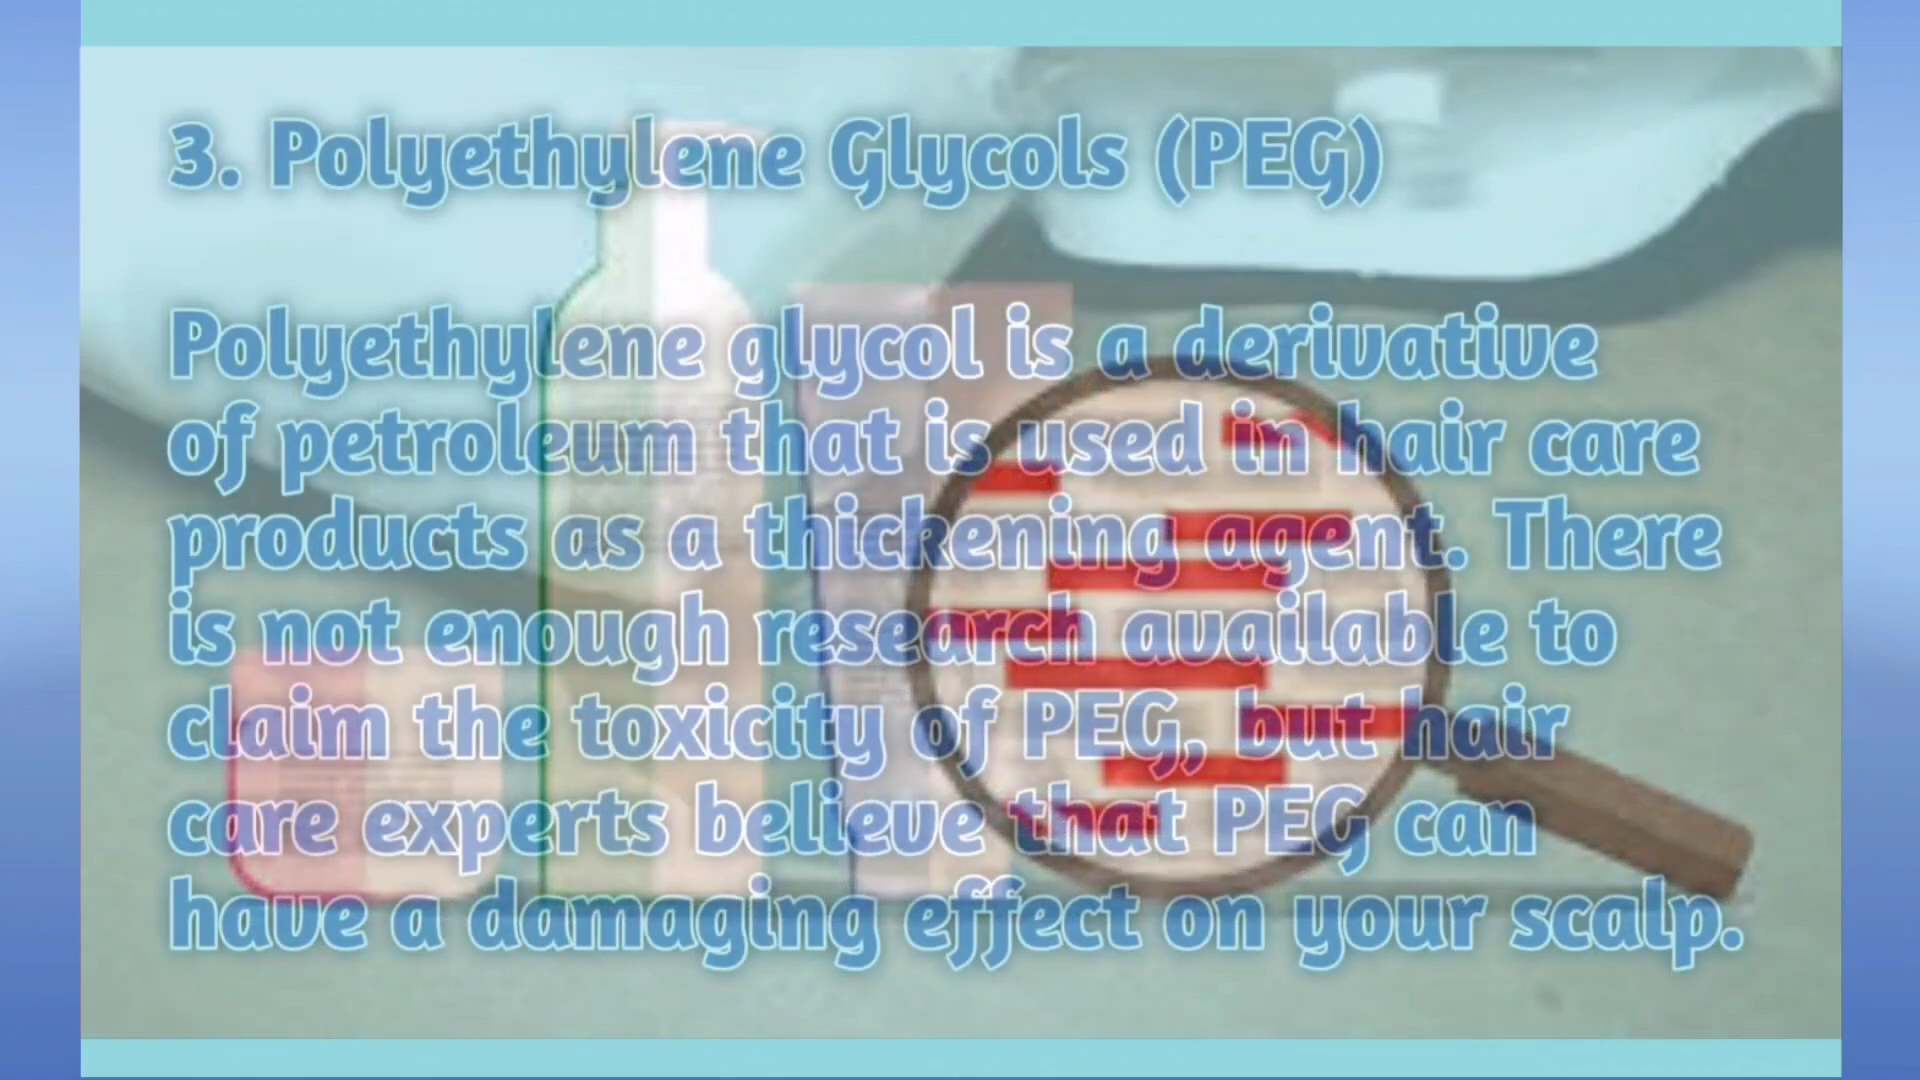 3. Polyethylene Glycols (PEG)
Polyethylene glycol is a derivative
of petroleum that is used in hair care
products as a thickening agent. There
is not enough research available to
claim the toxicity of PEG, but hair
care experts believe that PEG can
have a damaging effect on your scalp.